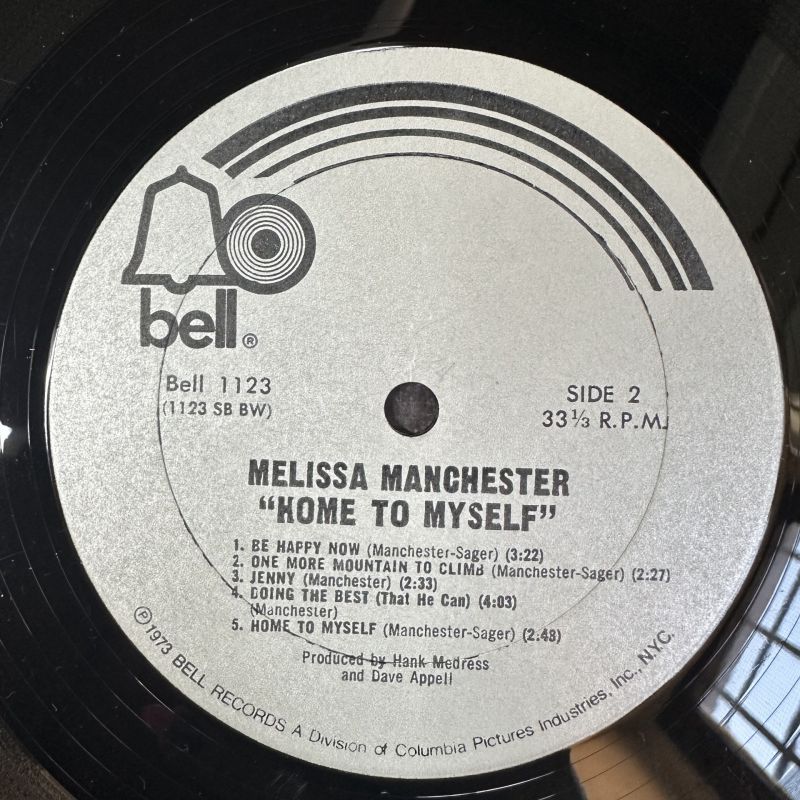 bell®
Bell 1123
(1123 SB BW)
SIDE 2
33⅓ R.P.M.
MELISSA MANCHESTER
"HOME TO MYSELF"
1. BE HAPPY NOW (Manchester-Sager) (3:22)
2. ONE MORE MOUNTAIN TO CLIMB (Manchester-Sager) (2:27)
3. JENNY (Manchester) (2:33)
4. DOING THE BEST (That He Can) (4:03)
(Manchester)
5. HOME TO MYSELF (Manchester-Sager) (2:48)
Produced by Hank Medress
and Dave Appell
℗1973 BELL RECORDS A Division of Columbia Pictures Industries, Inc., N.Y.C.